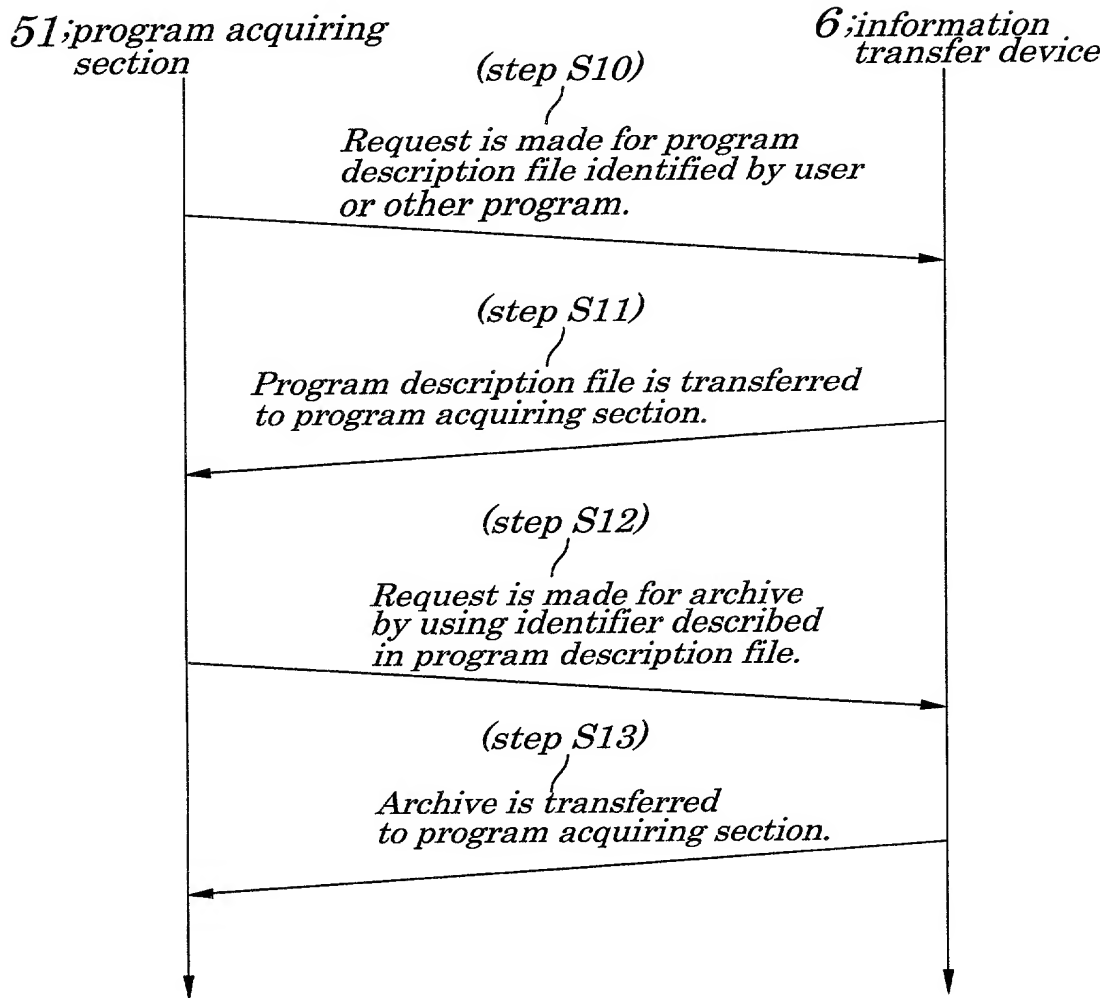 51;program acquiring
section
6;information
transfer device
(step S10)
Request is made for program
description file identified by user
or other program.
(step S11)
Program description file is transferred
to program acquiring section.
(step S12)
Request is made for archive
by using identifier described
in program description file.
(step S13)
Archive is transferred
to program acquiring section.